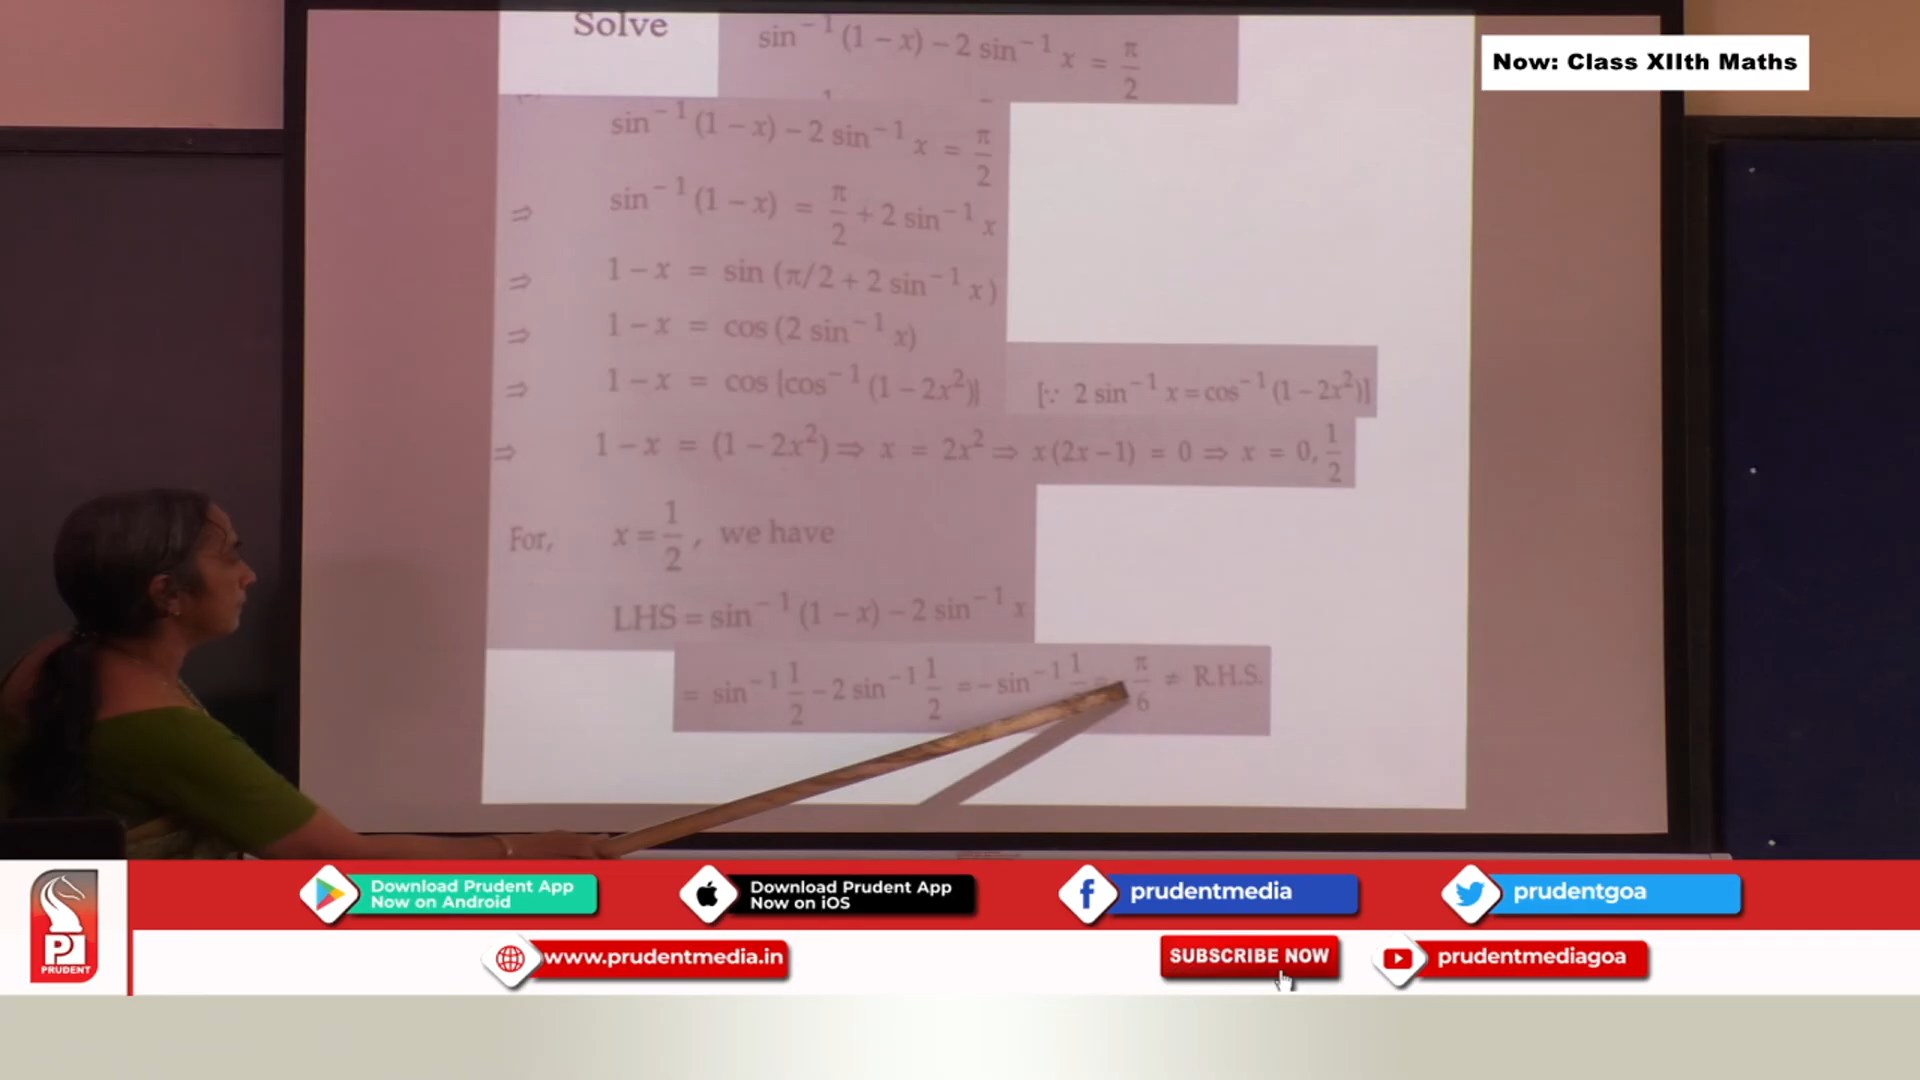 Solve sin⁻¹ (1 – x) – 2 sin⁻¹ x = π/2
Now: Class XIIth Maths
sin⁻¹ (1 – x) – 2 sin⁻¹ x = π/2
⇒ sin⁻¹ (1 – x) = π/2 + 2 sin⁻¹ x
⇒ 1 – x = sin (π/2 + 2 sin⁻¹ x)
⇒ 1 – x = cos (2 sin⁻¹ x)
⇒ 1 – x = cos {cos⁻¹ (1 – 2x²)} [∵ 2 sin⁻¹ x = cos⁻¹ (1 – 2x²)]
⇒ 1 – x = (1 – 2x²) ⇒ x = 2x² ⇒ x (2x – 1) = 0 ⇒ x = 0, 1/2
For, x = 1/2, we have
LHS = sin⁻¹ (1 – x) – 2 sin⁻¹ x
= sin⁻¹ 1/2 – 2 sin⁻¹ 1/2 = – sin⁻¹ 1 = π/6 ≠ R.H.S.
Download Prudent App
Now on Android
Download Prudent App
Now on iOS
prudentmedia
prudentgoa
PRUDENT
www.prudentmedia.in
SUBSCRIBE NOW
prudentmediagoa